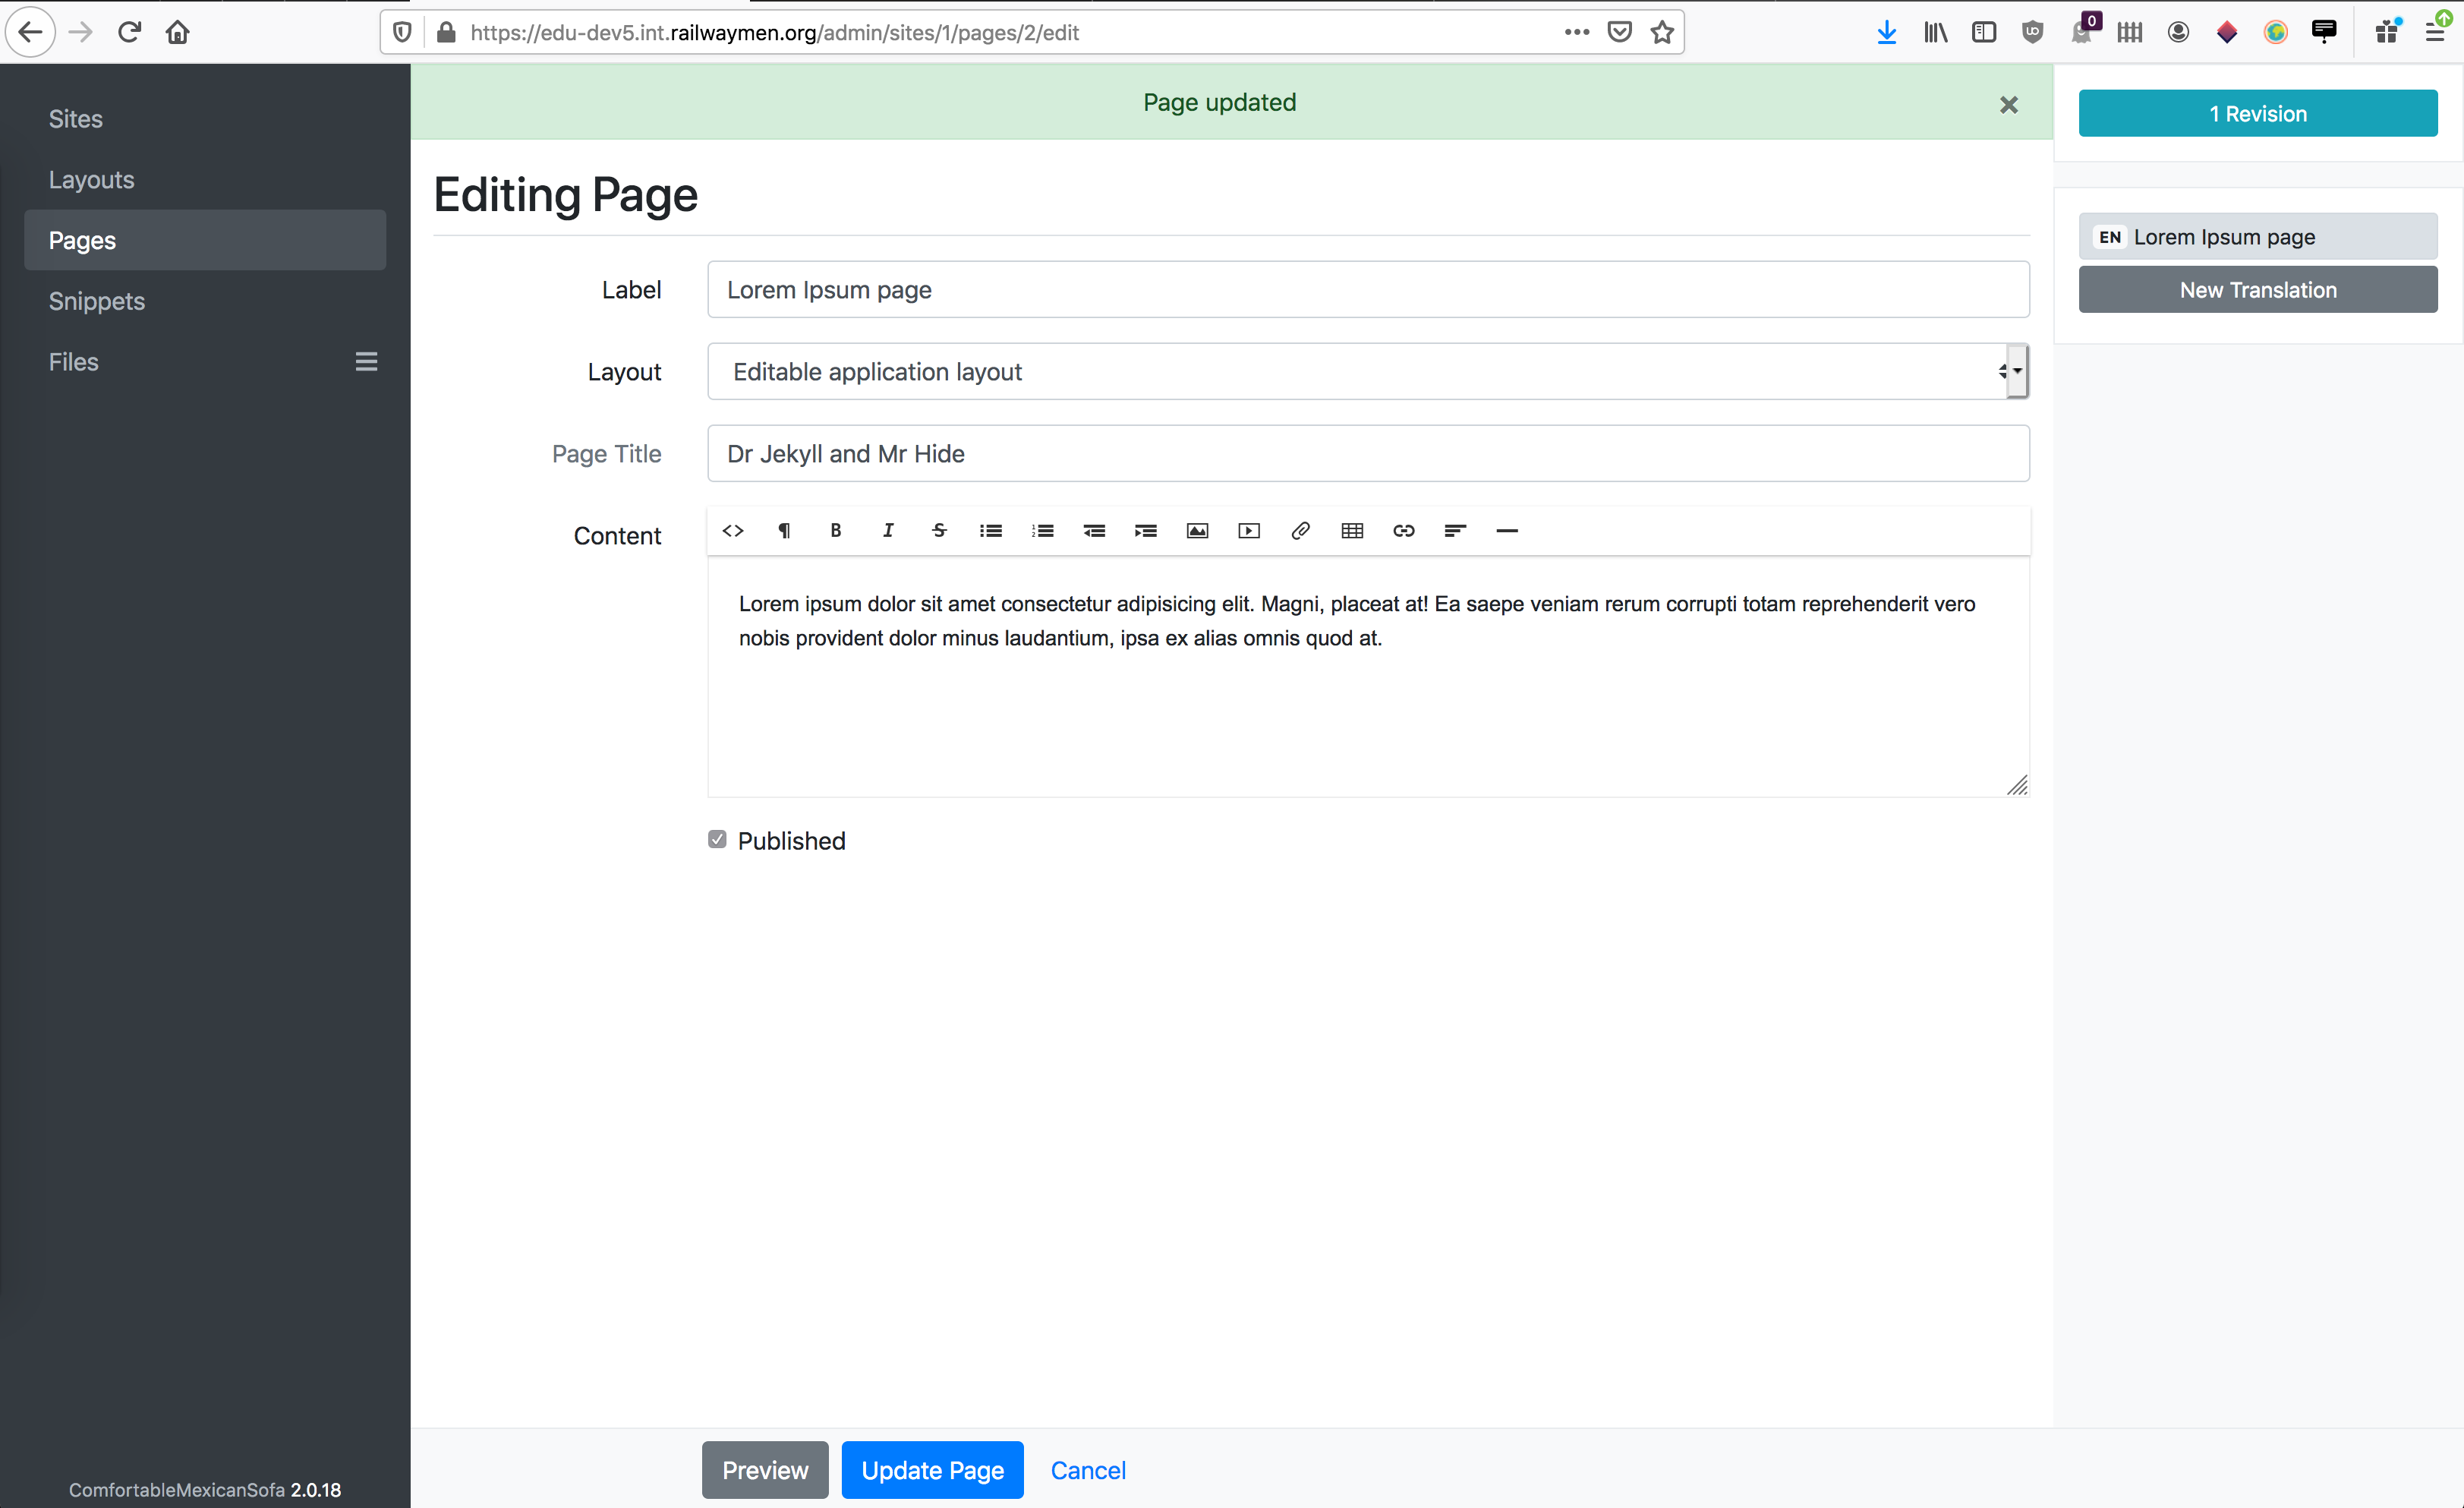 https://edu-dev5.int.railwaymen.org/admin/sites/1/pages/2/edit
0
Sites
Layouts
Pages
Snippets
Files
ComfortableMexicanSofa 2.0.18
Page updated
Editing Page
Label
Lorem Ipsum page
Layout
Editable application layout
Page Title
Dr Jekyll and Mr Hide
Content
Lorem ipsum dolor sit amet consectetur adipisicing elit. Magni, placeat at! Ea saepe veniam rerum corrupti totam reprehenderit vero
nobis provident dolor minus laudantium, ipsa ex alias omnis quod at.
Published
Preview
Update Page
Cancel
1 Revision
EN Lorem Ipsum page
New Translation